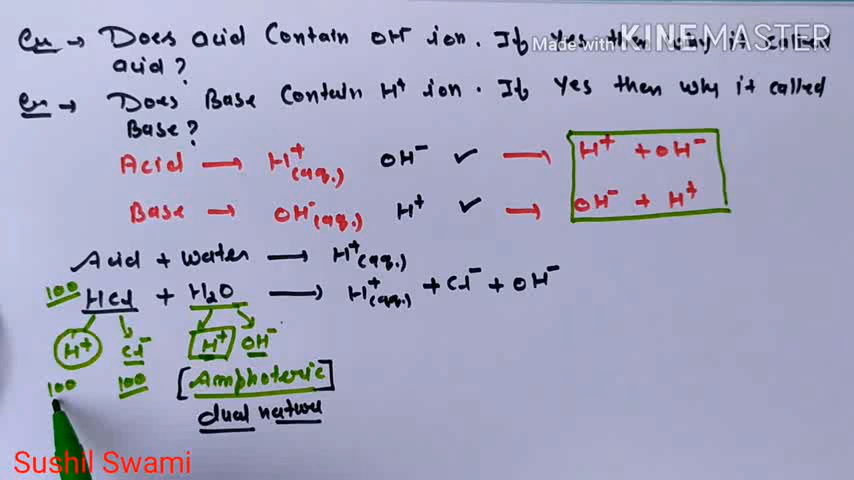 Ex → Does acid Contain OH⁻ ion. If Yes then why it called
acid?
Made with KINEMASTER
Ex → Does Base Contain H⁺ ion. If Yes then why it called
Base?
Acid → H⁺(aq.) OH⁻ ✓ → H⁺ + OH⁻
Base → OH⁻(aq.) H⁺ ✓ → OH⁻ + H⁺
Acid + Water → H⁺(aq.)
100 HCl + H₂O → H⁺(aq.) + Cl⁻ + OH⁻
H⁺ Cl⁻ H⁺ OH⁻
100 100 [Amphoteric]
dual nature
Sushil Swami